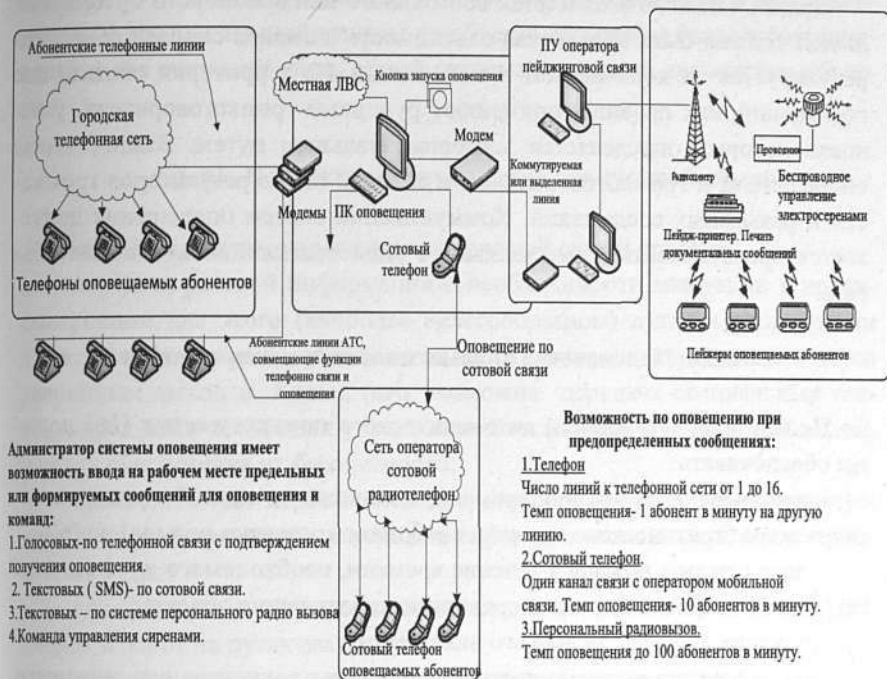 Абонентские телефонные линии
Городская
телефонная сеть
Телефоны оповещаемых абонентов
Местная ЛВС
Кнопка запуска оповещения
Модем
Модемы
ПК оповещения
Сотовый
телефон
ПУ оператора
пейджинговой связи
Коммутируемая
или выделенная
линия
Радиоцентр
Приемник
Беспроводное
управление
электросеренами
Пейдж-принтер. Печать
документальных сообщений
Пейжеры оповещаемых абонентов
Абонентские линии АТС,
совмещающие функции
телефонно связи и
оповещения
Оповещение по
сотовой связи
Сеть оператора
сотовой
радиотелефон
Сотовый телефон
оповещаемых абонентов
Админстратор системы оповещения имеет
возможность ввода на рабочем месте предельных
или формируемых сообщений для оповещения и
команд:
1.Голосовых-по телефонной связи с подтверждением
получения оповещения.
2. Текстовых ( SMS)- по сотовой связи.
3.Текстовых – по системе персонального радио вызова
4.Команда управления сиренами.
Возможность по оповещению при
предопределенных сообщениях:
1.Телефон
Число линий к телефонной сети от 1 до 16.
Темп оповещения- 1 абонент в минуту на другую
линию.
2.Сотовый телефон.
Один канал связи с оператором мобильной
связи. Темп оповещения- 10 абонентов в минуту.
3.Персональный радиовызов.
Темп оповещения до 100 абонентов в минуту.